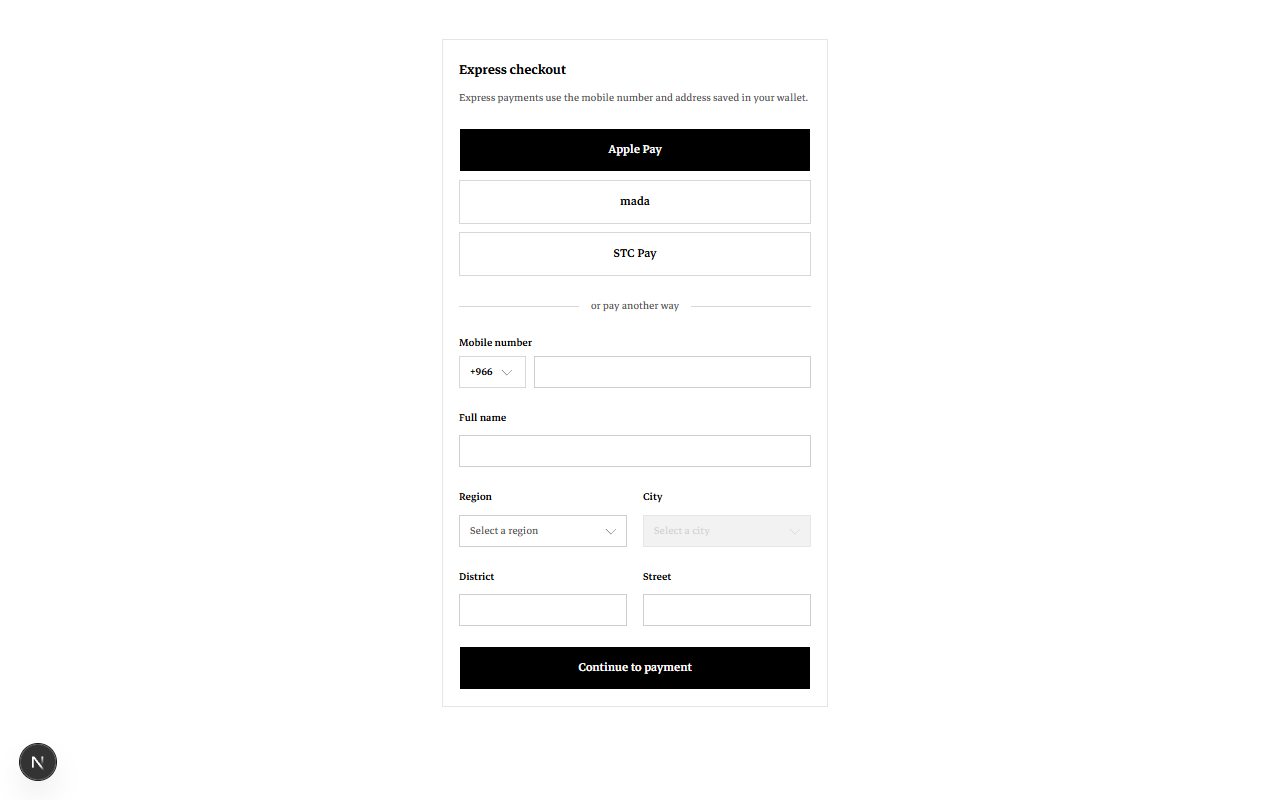 Express checkout
Express payments use the mobile number and address saved in your wallet.
Apple Pay
mada
STC Pay
or pay another way
Mobile number
+966
Full name
Region
City
Select a region
Select a city
District
Street
Continue to payment
N